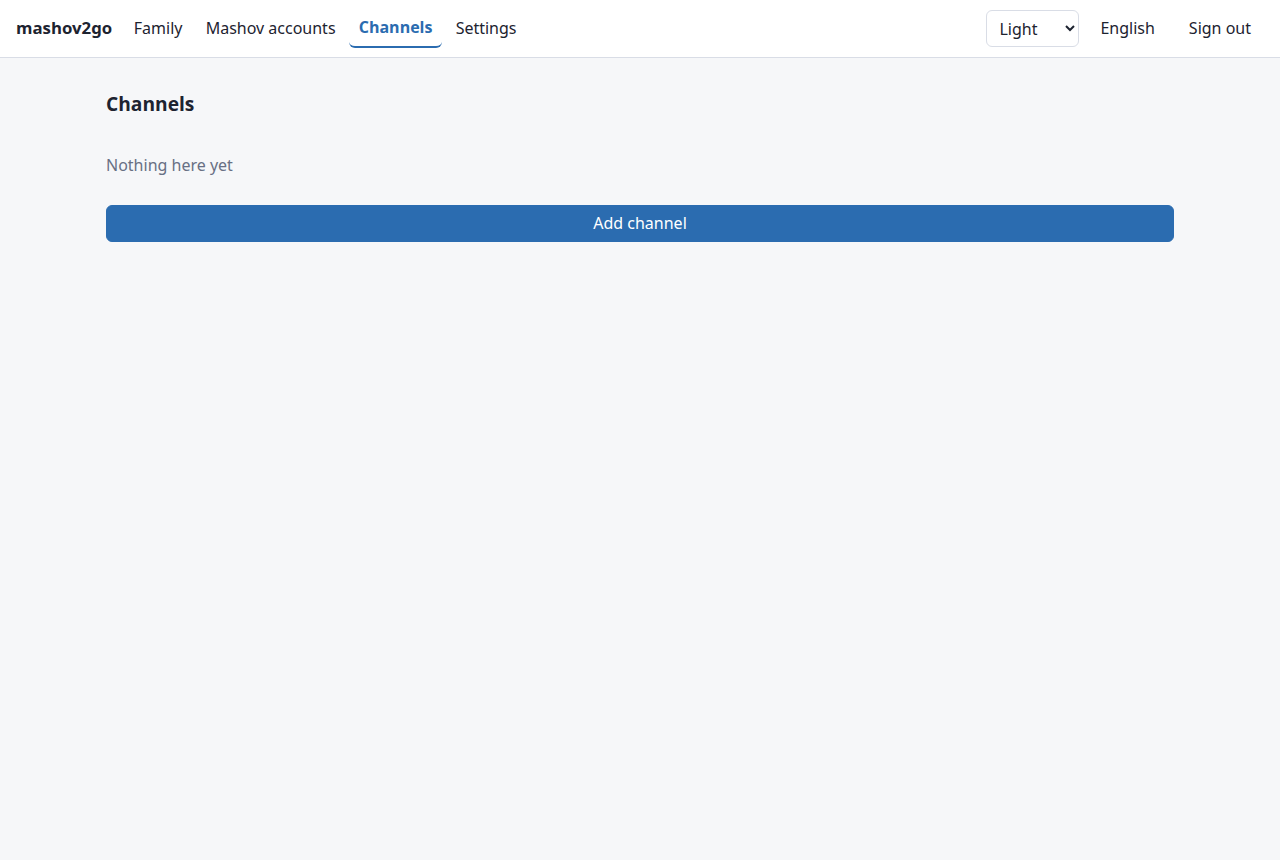 mashov2go Family Mashov accounts Channels Settings Light English Sign out
Channels
Nothing here yet
Add channel